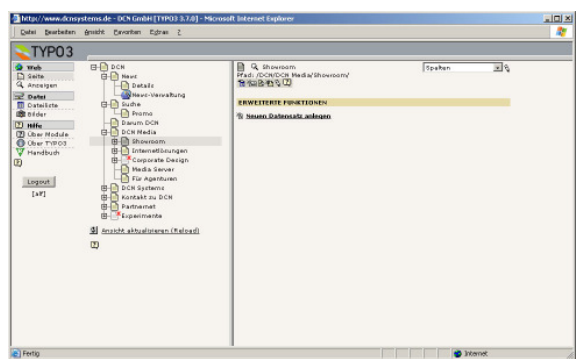 http://www.dcnsystems.de - DCN GmbH [TYPO3 3.7.0] - Microsoft Internet Explorer
Datei Bearbeiten Ansicht Favoriten Extras ?
TYPO3
Web
Seite
Anzeigen
Datei
Dateiliste
Bilder
Hilfe
Über Module
Über TYPO3
Handbuch
Logout
[alf]
DCN
News
Details
News-Verwaltung
Suche
Promo
Darum DCN
DCN Media
Showroom
Internetlösungen
Corporate Design
Media Server
Für Agenturen
DCN Systems
Kontakt zu DCN
Partnernet
Experimente
Ansicht aktualisieren (Reload)
Showroom
Spalten
Pfad: /DCN/DCN Media/Showroom/
ERWEITERTE FUNKTIONEN
Neuen Datensatz anlegen
Fertig
Internet